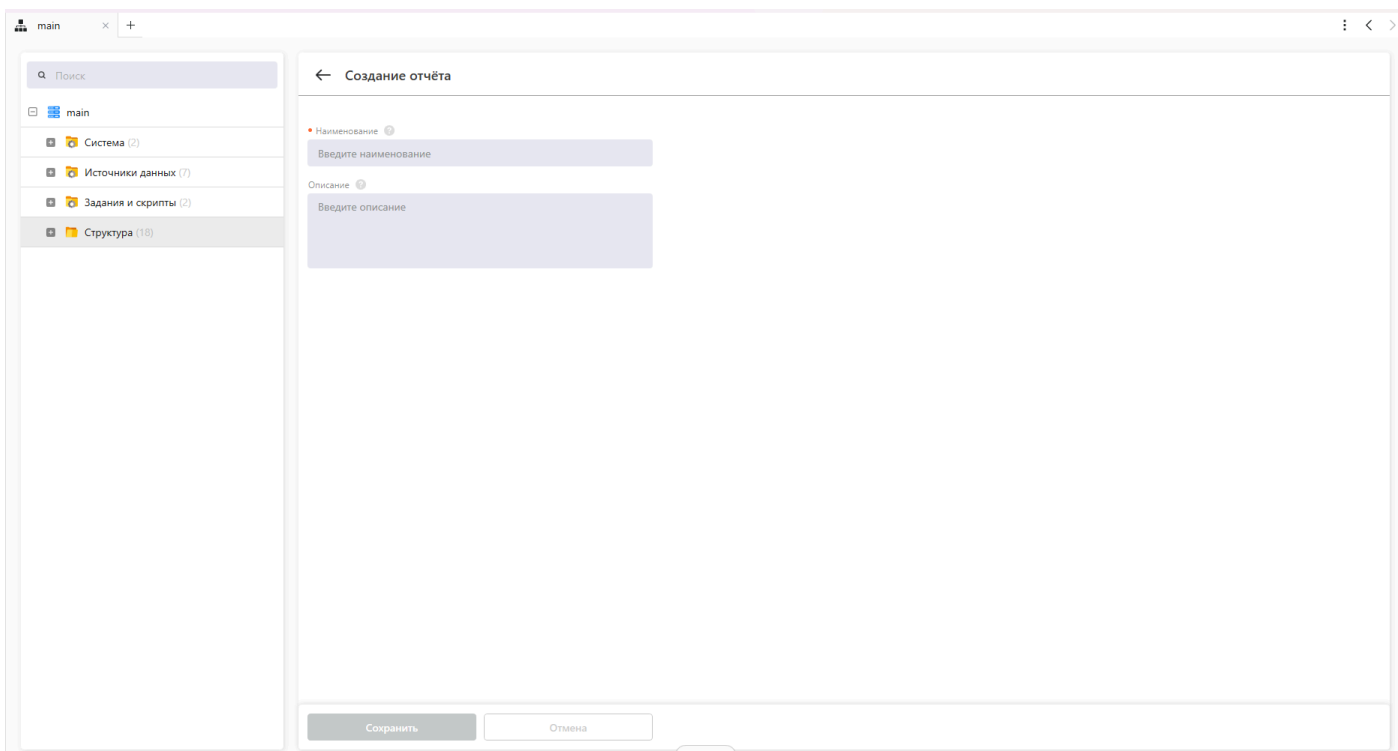 main
Поиск
main
Система (2)
Источники данных (7)
Задания и скрипты (2)
Структура (18)
Создание отчёта
Наименование
Введите наименование
Описание
Введите описание
Сохранить
Отмена